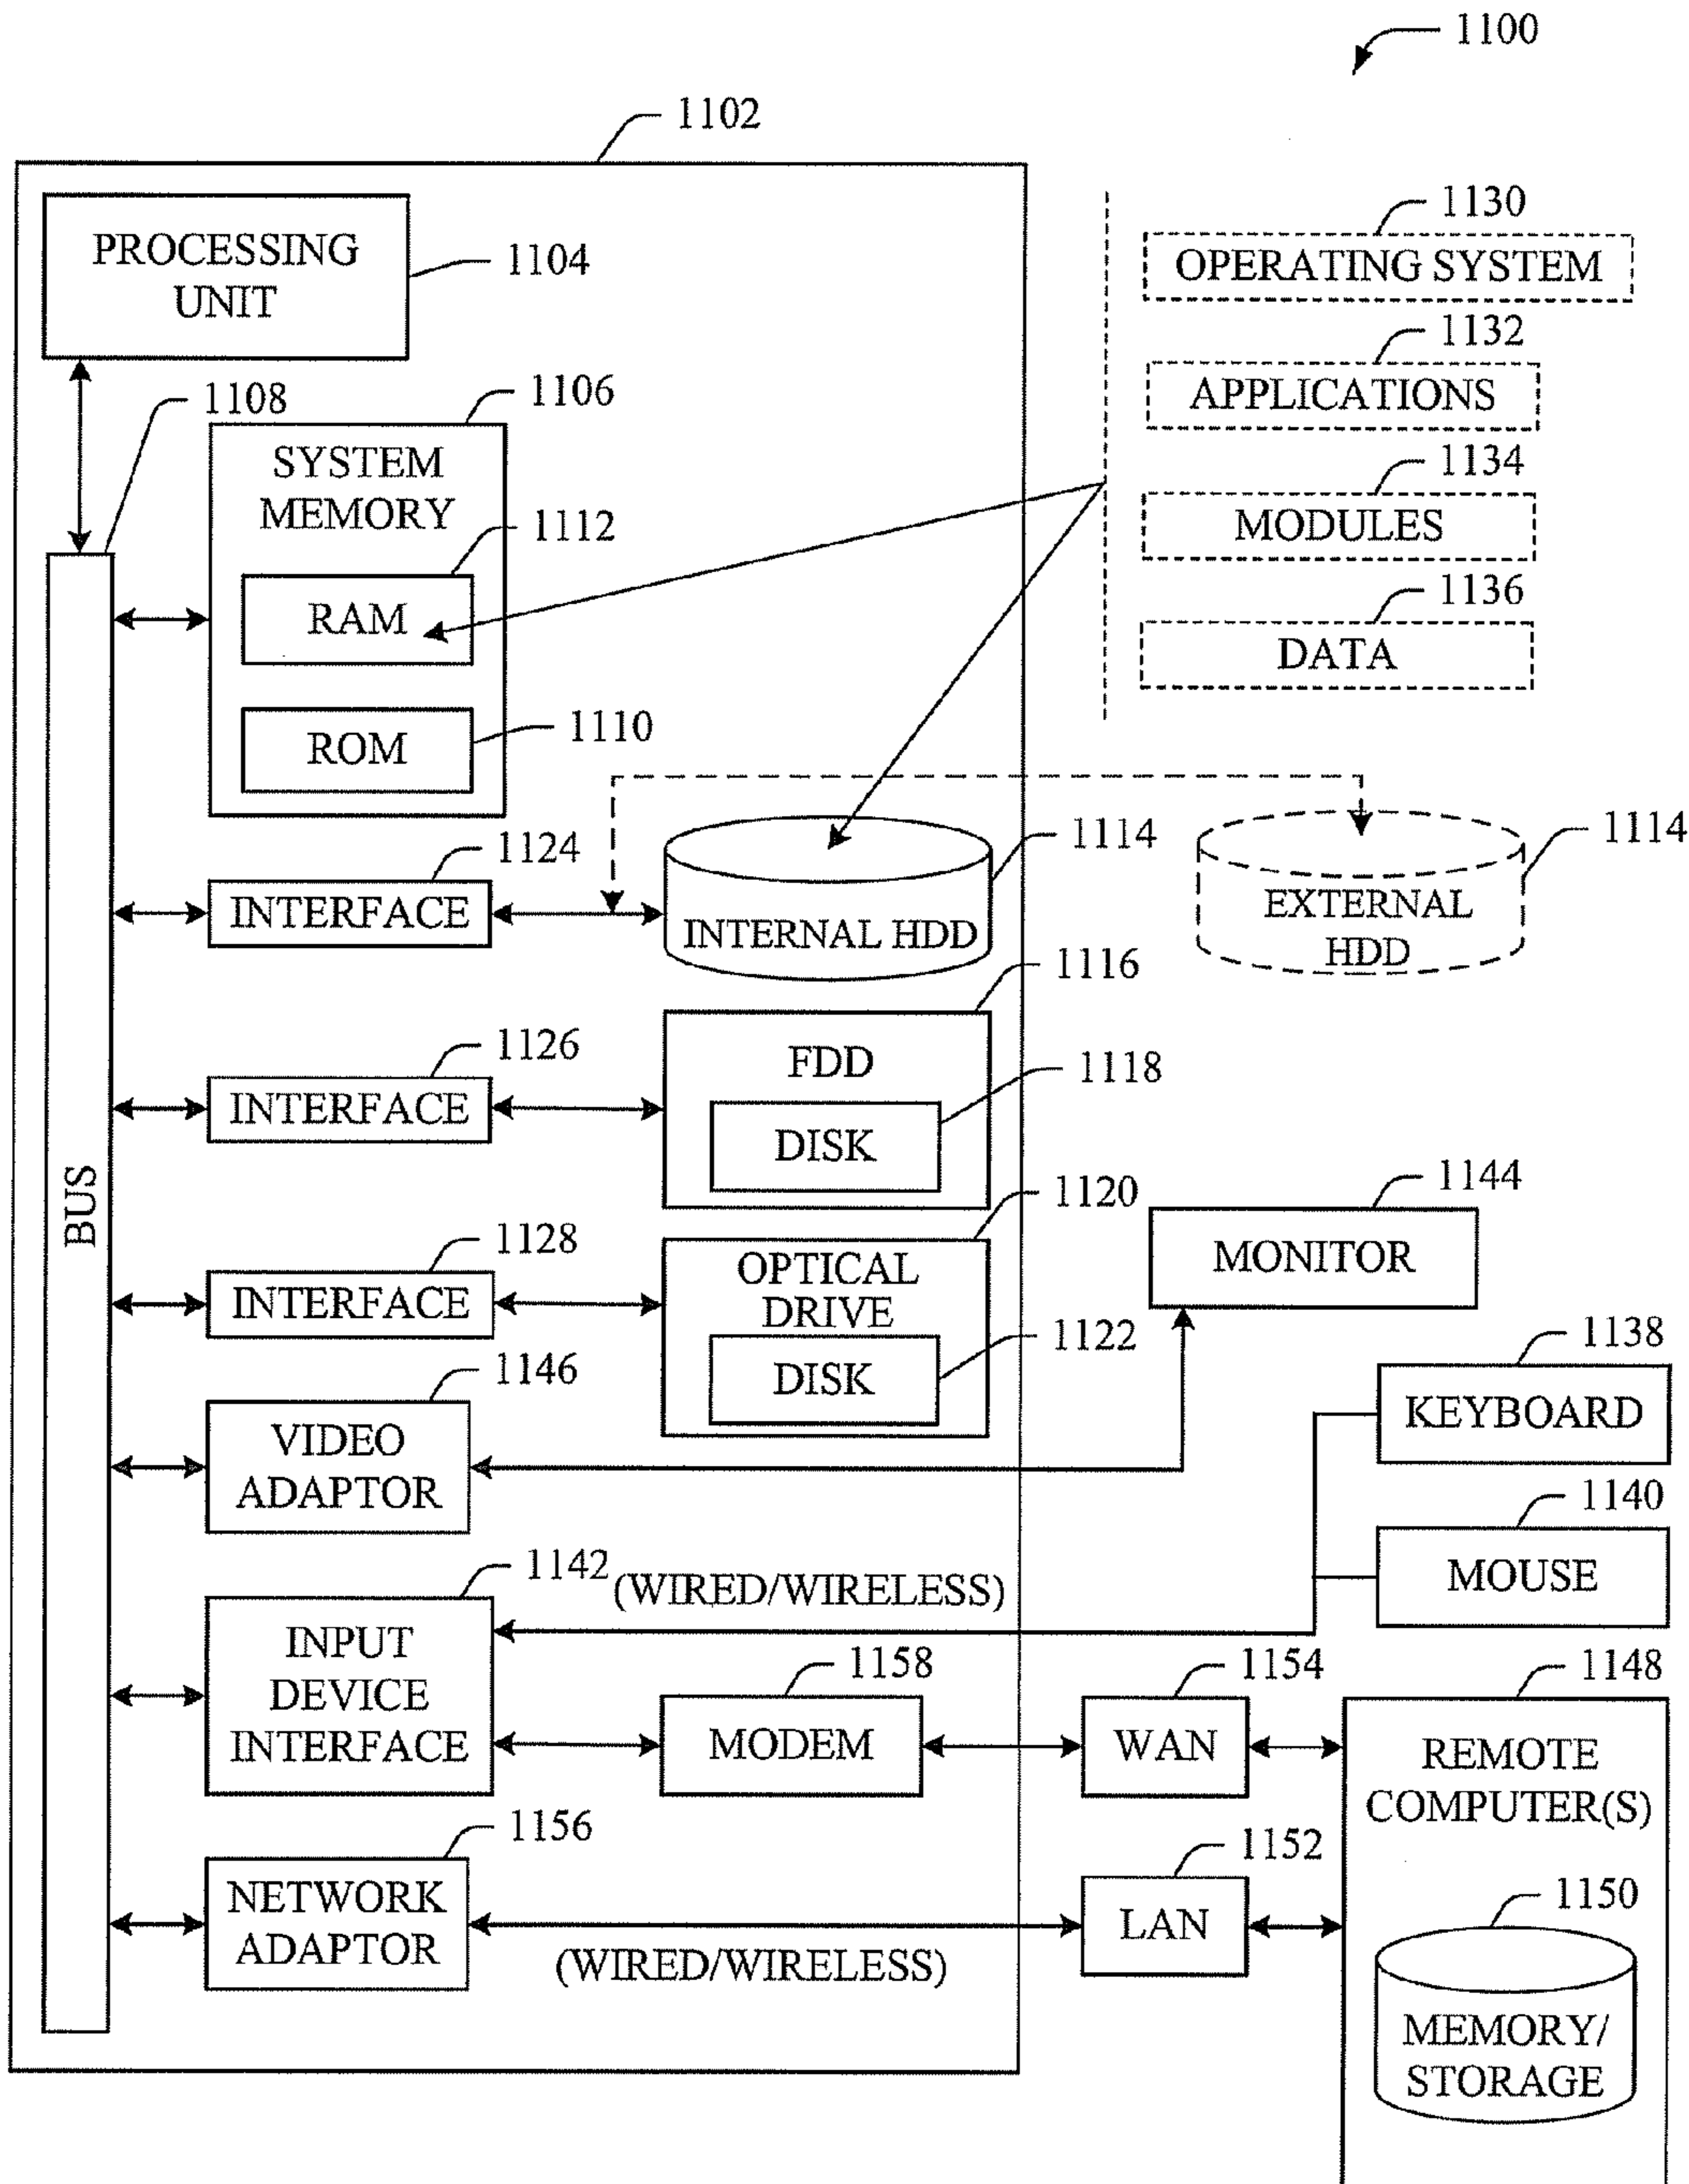 1100
1102
PROCESSING
UNIT
1104
1130
OPERATING SYSTEM
1132
APPLICATIONS
1134
MODULES
1136
DATA
1108
1106
SYSTEM
MEMORY
1112
RAM
1110
ROM
BUS
1124
INTERFACE
1114
INTERNAL HDD
1114
EXTERNAL
HDD
1126
INTERFACE
1116
FDD
1118
DISK
1128
INTERFACE
1120
OPTICAL
DRIVE
1122
DISK
1144
MONITOR
1146
VIDEO
ADAPTOR
1138
KEYBOARD
1140
MOUSE
1142
(WIRED/WIRELESS)
INPUT
DEVICE
INTERFACE
1158
MODEM
1154
WAN
1148
REMOTE
COMPUTER(S)
1156
NETWORK
ADAPTOR
(WIRED/WIRELESS)
1152
LAN
1150
MEMORY/
STORAGE